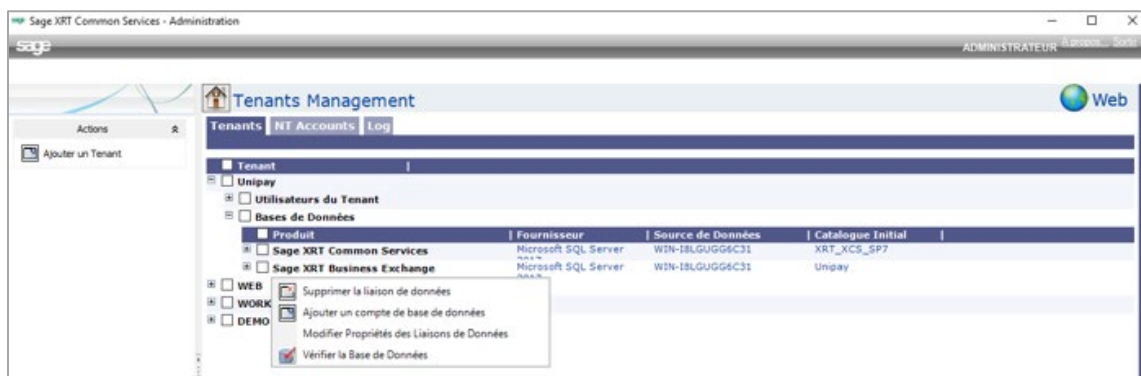 Sage XRT Common Services - Administration
sage
ADMINISTRATEUR A propos... Sortir
Tenants Management
Web
Actions
Tenants NT Accounts Log
Ajouter un Tenant
Tenant
Unipay
Utilisateurs du Tenant
Bases de Données
Produit Fournisseur Source de Données Catalogue Initial
Sage XRT Common Services Microsoft SQL Server WIN-I8LGUGG6C31 XRT_XCS_SP7
Sage XRT Business Exchange Microsoft SQL Server WIN-I8LGUGG6C31 Unipay
WEB
WORK
DEMO
Supprimer la liaison de données
Ajouter un compte de base de données
Modifier Propriétés des Liaisons de Données
Vérifier la Base de Données